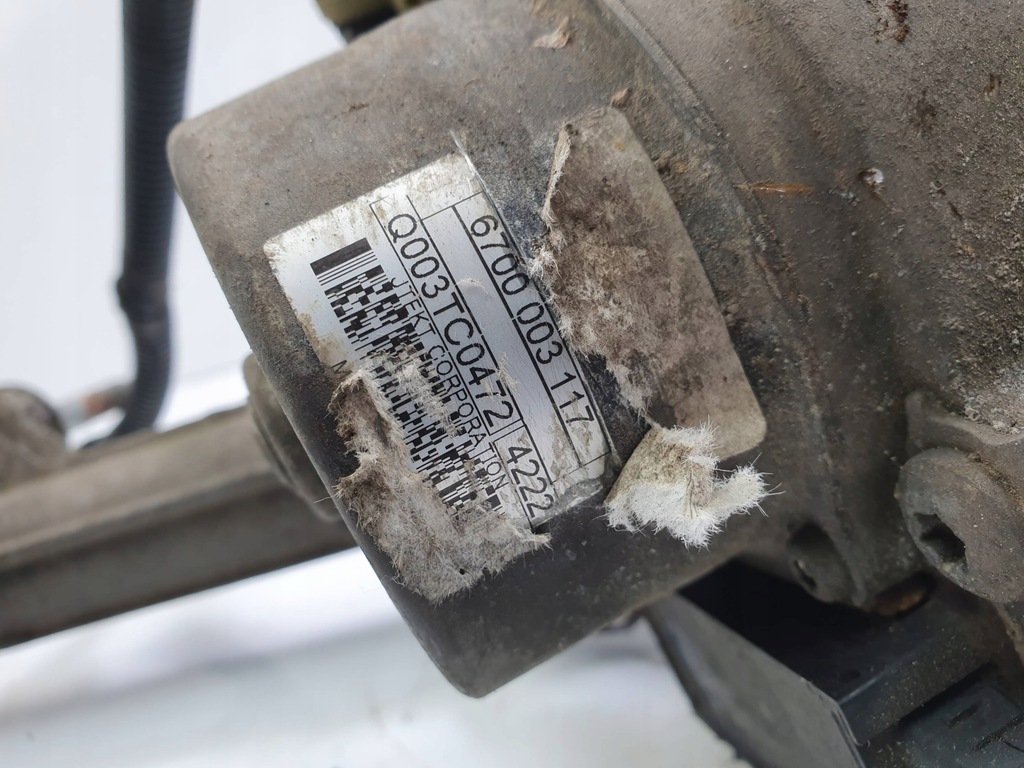 6700 003 117
Q003TC0472 4222
JTEKT CORPORATION